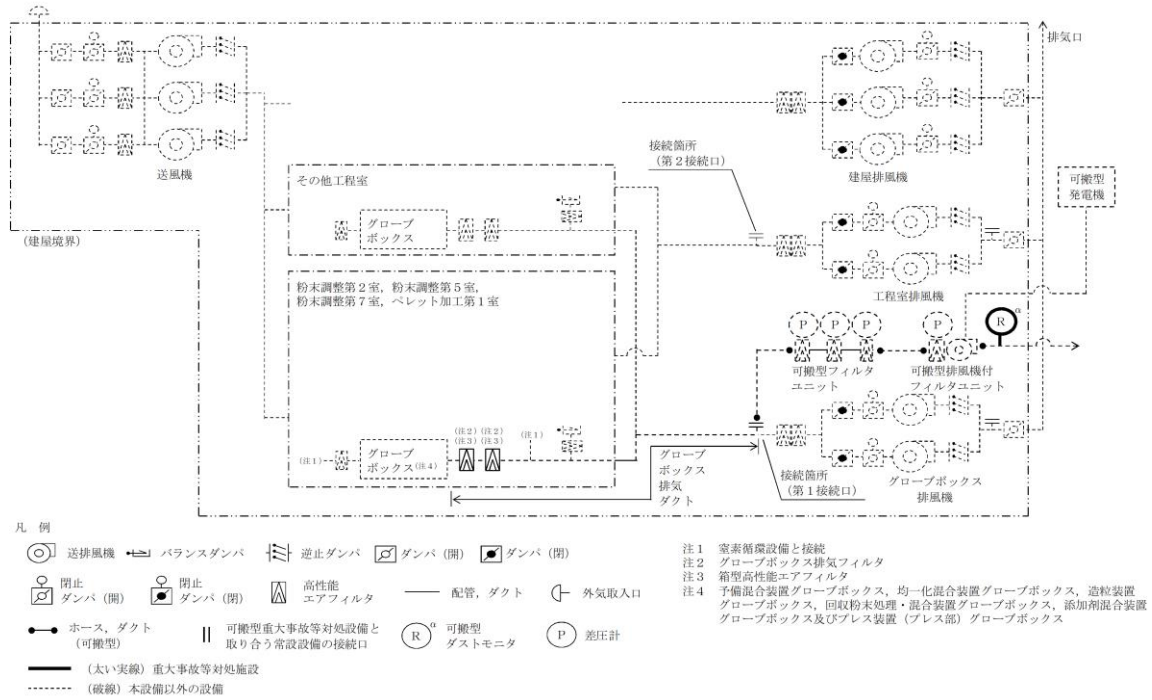 排気口
送風機
建屋排風機
接続箇所
(第2接続口)
可搬型
発電機
その他工程室
グローブ
ボックス
(建屋境界)
粉末調整第2室,粉末調整第5室,
粉末調整第7室,ペレット加工第1室
工程室排風機
R α
P P P P
可搬型フィルタ
ユニット
可搬型排風機付
フィルタユニット
(注2)(注2)
(注3)(注3)
(注1)
(注1)
グローブ
ボックス(注4)
グローブ
ボックス
排気
ダクト
接続箇所
(第1接続口)
グローブボックス
排風機
凡 例
送排風機
バランスダンパ
逆止ダンパ
ダンパ(開)
ダンパ(閉)
閉止
ダンパ(開)
閉止
ダンパ(閉)
高性能
エアフィルタ
配管,ダクト
外気取入口
ホース,ダクト
(可搬型)
可搬型重大事故等対処設備と
取り合う常設設備の接続口
R α
可搬型
ダストモニタ
P
差圧計
(太い実線)重大事故等対処施設
(破線)本設備以外の設備
注1 窒素循環設備と接続
注2 グローブボックス排気フィルタ
注3 箱型高性能エアフィルタ
注4 予備混合装置グローブボックス,均一化混合装置グローブボックス,造粒装置
グローブボックス,回収粉末処理・混合装置グローブボックス,添加剤混合装置
グローブボックス及びプレス装置(プレス部)グローブボックス